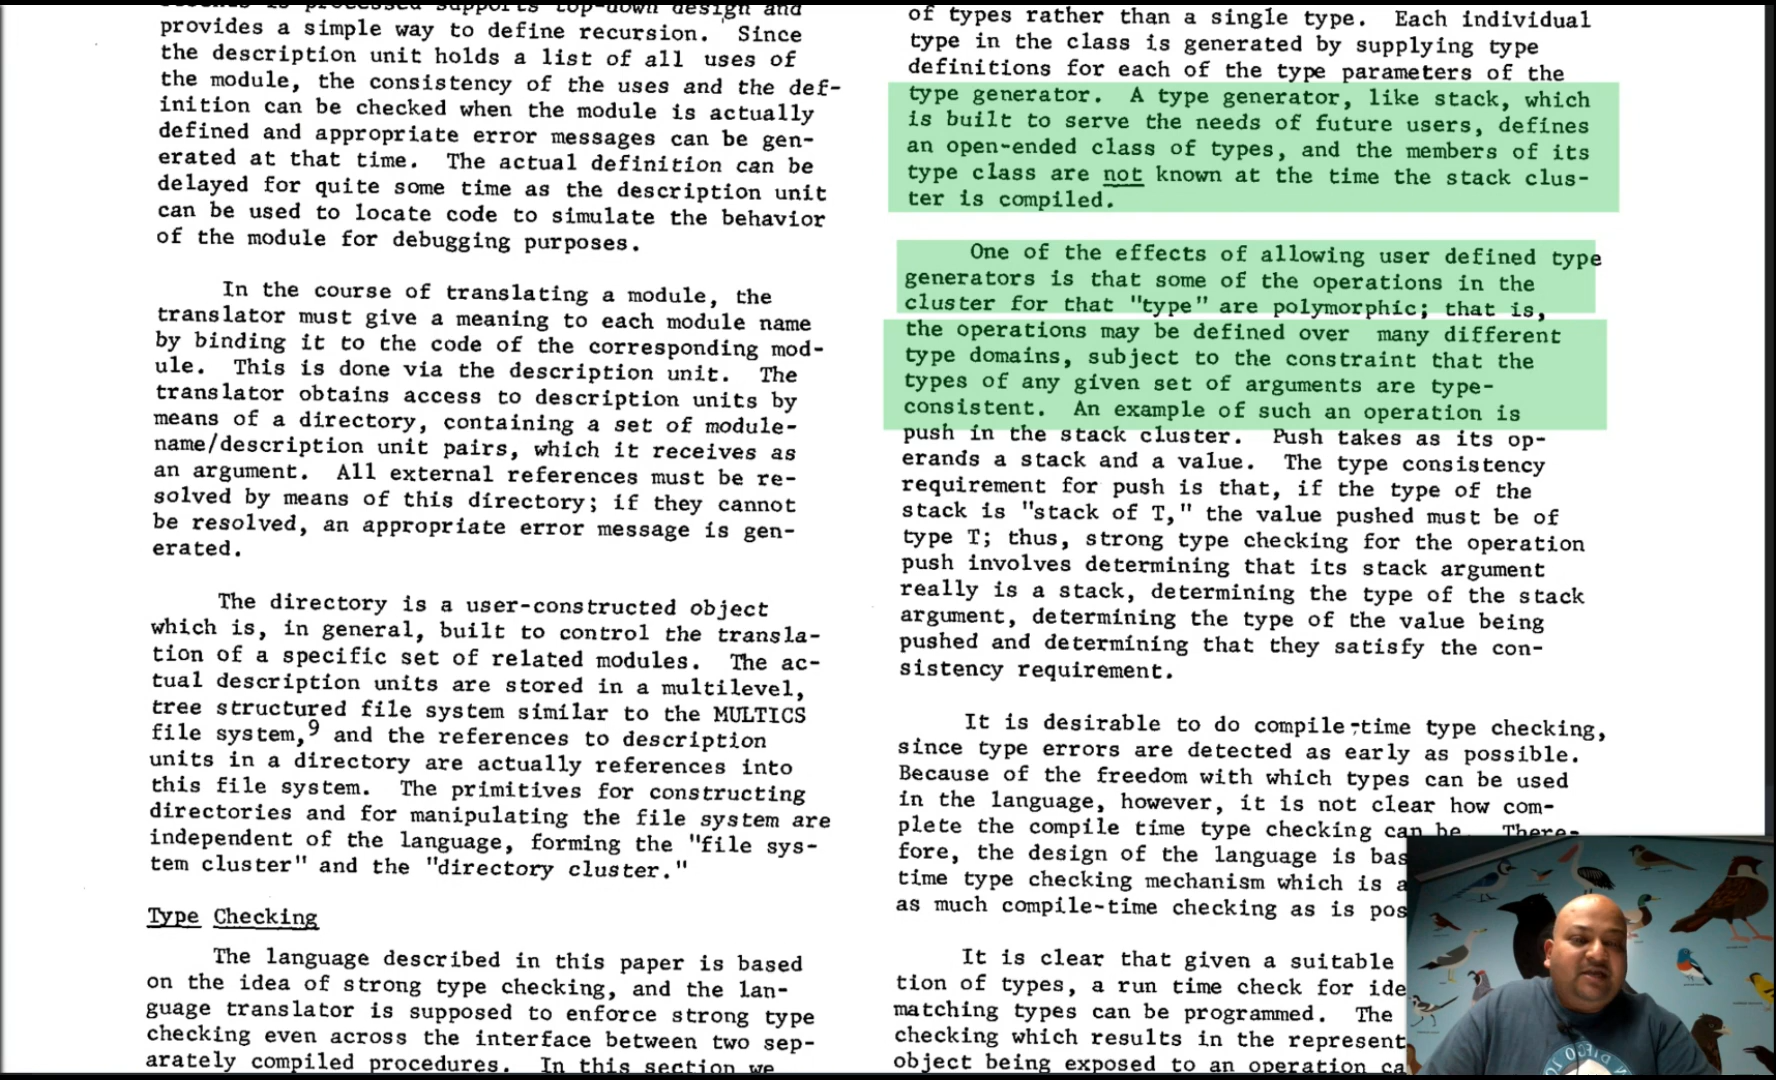 provides a simple way to define recursion. Since
the description unit holds a list of all uses of
the module, the consistency of the uses and the def-
inition can be checked when the module is actually
defined and appropriate error messages can be gen-
erated at that time. The actual definition can be
delayed for quite some time as the description unit
can be used to locate code to simulate the behavior
of the module for debugging purposes.
In the course of translating a module, the
translator must give a meaning to each module name
by binding it to the code of the corresponding mod-
ule. This is done via the description unit. The
translator obtains access to description units by
means of a directory, containing a set of module-
name/description unit pairs, which it receives as
an argument. All external references must be re-
solved by means of this directory; if they cannot
be resolved, an appropriate error message is gen-
erated.
The directory is a user-constructed object
which is, in general, built to control the transla-
tion of a specific set of related modules. The ac-
tual description units are stored in a multilevel,
tree structured file system similar to the MULTICS
file system,9 and the references to description
units in a directory are actually references into
this file system. The primitives for constructing
directories and for manipulating the file system are
independent of the language, forming the "file sys-
tem cluster" and the "directory cluster."
Type Checking
The language described in this paper is based
on the idea of strong type checking, and the lan-
guage translator is supposed to enforce strong type
checking even across the interface between two sep-
arately compiled procedures. In this section we
of types rather than a single type. Each individual
type in the class is generated by supplying type
definitions for each of the type parameters of the
type generator. A type generator, like stack, which
is built to serve the needs of future users, defines
an open-ended class of types, and the members of its
type class are not known at the time the stack clus-
ter is compiled.
One of the effects of allowing user defined type
generators is that some of the operations in the
cluster for that "type" are polymorphic; that is,
the operations may be defined over many different
type domains, subject to the constraint that the
types of any given set of arguments are type-
consistent. An example of such an operation is
push in the stack cluster. Push takes as its op-
erands a stack and a value. The type consistency
requirement for push is that, if the type of the
stack is "stack of T," the value pushed must be of
type T; thus, strong type checking for the operation
push involves determining that its stack argument
really is a stack, determining the type of the stack
argument, determining the type of the value being
pushed and determining that they satisfy the con-
sistency requirement.
It is desirable to do compile-time type checking,
since type errors are detected as early as possible.
Because of the freedom with which types can be used
in the language, however, it is not clear how com-
plete the compile time type checking can be. There-
fore, the design of the language is bas
time type checking mechanism which is a
as much compile-time checking as is pos
It is clear that given a suitable
tion of types, a run time check for ide
matching types can be programmed. The
checking which results in the represent
object being exposed to an operation ca